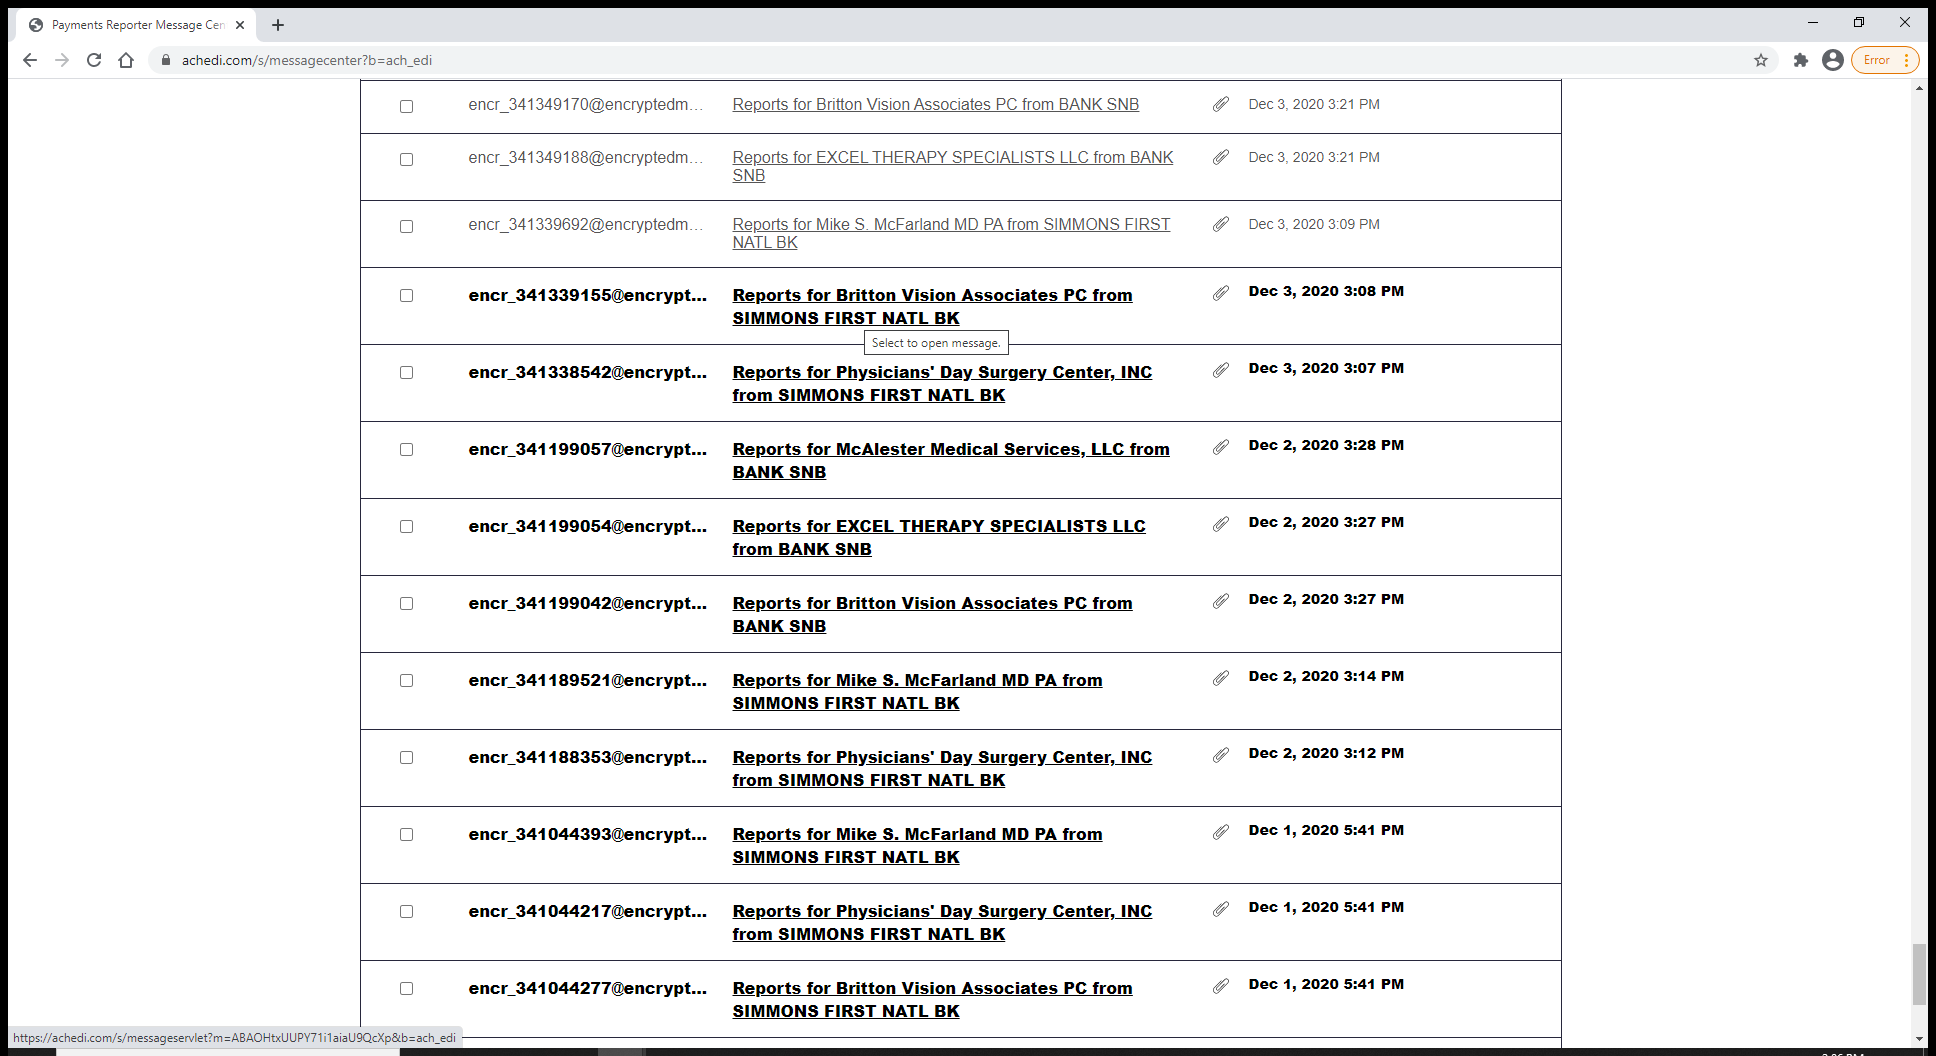 Payments Reporter Message Cen
achedi.com/s/messagecenter?b=ach_edi
Error
encr_341349170@encryptedm... Reports for Britton Vision Associates PC from BANK SNB Dec 3, 2020 3:21 PM
encr_341349188@encryptedm... Reports for EXCEL THERAPY SPECIALISTS LLC from BANK Dec 3, 2020 3:21 PM
SNB
encr_341339692@encryptedm... Reports for Mike S. McFarland MD PA from SIMMONS FIRST Dec 3, 2020 3:09 PM
NATL BK
encr_341339155@encrypt... Reports for Britton Vision Associates PC from Dec 3, 2020 3:08 PM
SIMMONS FIRST NATL BK
Select to open message.
encr_341338542@encrypt... Reports for Physicians' Day Surgery Center, INC Dec 3, 2020 3:07 PM
from SIMMONS FIRST NATL BK
encr_341199057@encrypt... Reports for McAlester Medical Services, LLC from Dec 2, 2020 3:28 PM
BANK SNB
encr_341199054@encrypt... Reports for EXCEL THERAPY SPECIALISTS LLC Dec 2, 2020 3:27 PM
from BANK SNB
encr_341199042@encrypt... Reports for Britton Vision Associates PC from Dec 2, 2020 3:27 PM
BANK SNB
encr_341189521@encrypt... Reports for Mike S. McFarland MD PA from Dec 2, 2020 3:14 PM
SIMMONS FIRST NATL BK
encr_341188353@encrypt... Reports for Physicians' Day Surgery Center, INC Dec 2, 2020 3:12 PM
from SIMMONS FIRST NATL BK
encr_341044393@encrypt... Reports for Mike S. McFarland MD PA from Dec 1, 2020 5:41 PM
SIMMONS FIRST NATL BK
encr_341044217@encrypt... Reports for Physicians' Day Surgery Center, INC Dec 1, 2020 5:41 PM
from SIMMONS FIRST NATL BK
encr_341044277@encrypt... Reports for Britton Vision Associates PC from Dec 1, 2020 5:41 PM
SIMMONS FIRST NATL BK
https://achedi.com/s/messageservlet?m=ABAOHtxUUPY71i1aiaU9QcXp&b=ach_edi